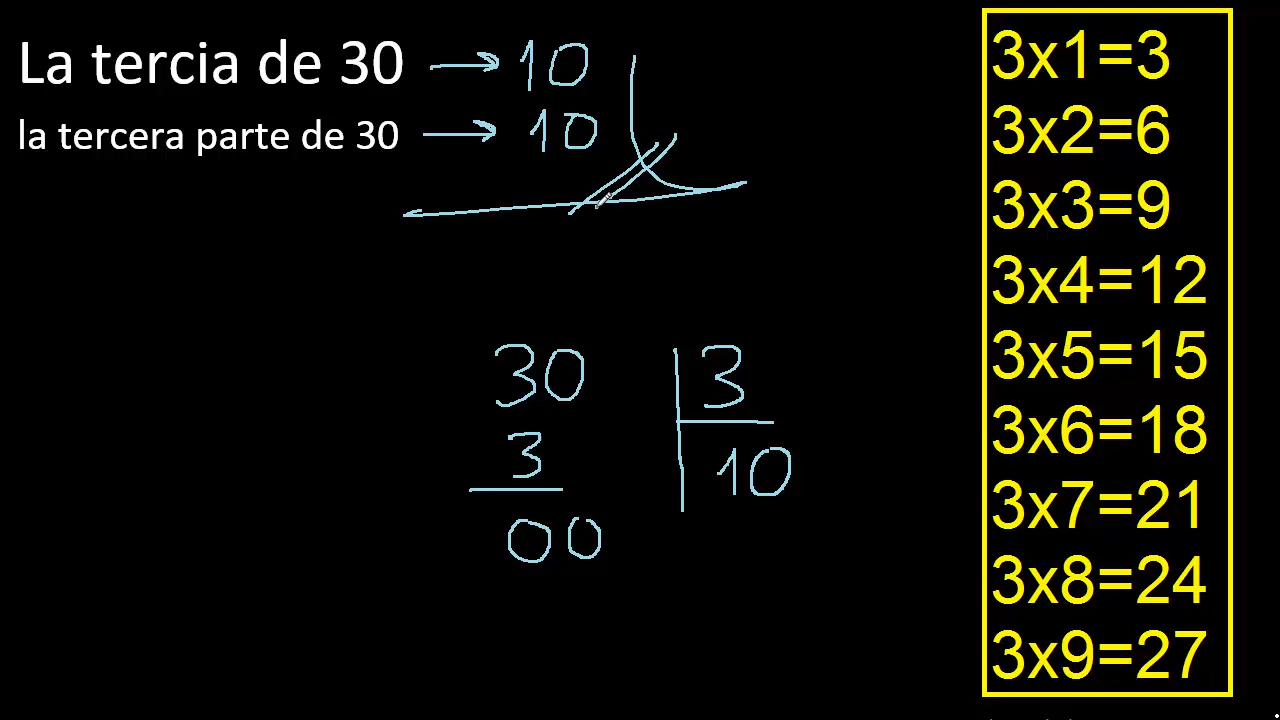 La tercia de 30 → 10
la tercera parte de 30 → 10
30 3
3 10
00
3x1=3
3x2=6
3x3=9
3x4=12
3x5=15
3x6=18
3x7=21
3x8=24
3x9=27